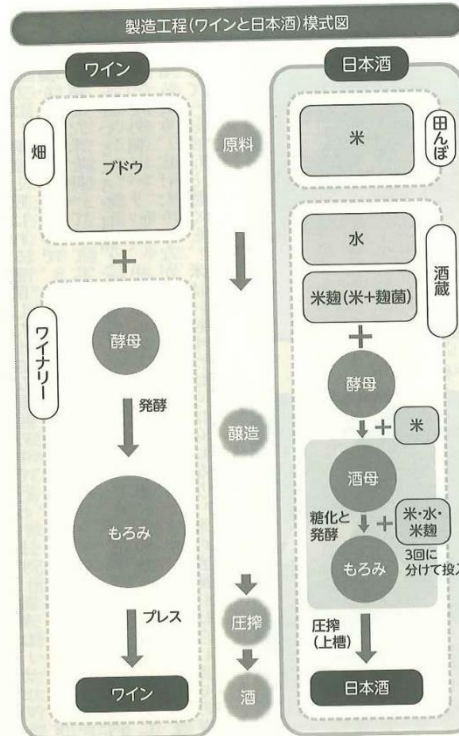 製造工程(ワインと日本酒)模式図
ワイン
畑
ブドウ
+
ワイナリー
酵母
発酵
もろみ
プレス
ワイン
原料
醸造
圧搾
酒
日本酒
田んぼ
米
酒蔵
水
米麹(米+麹菌)
+
酵母
+
米
酒母
糖化と
発酵
+
米・水・
米麹
3回に
分けて投入
もろみ
圧搾
(上槽)
日本酒